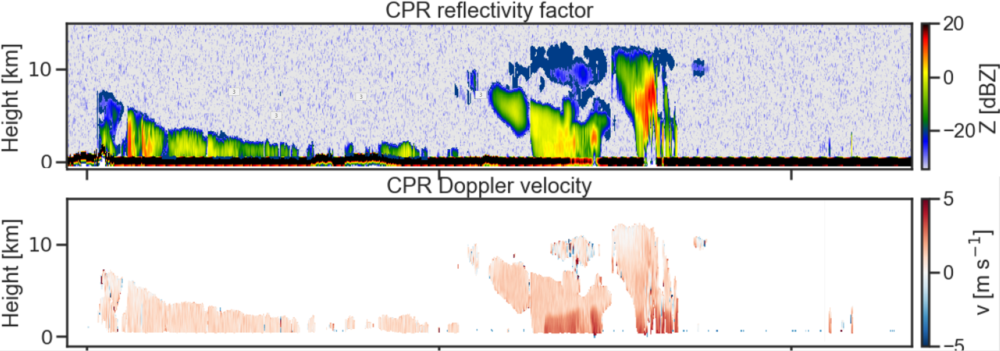 CPR reflectivity factor
Height [km]
10
0
3
3
3
3
20
0
−20
Z [dBZ]
CPR Doppler velocity
Height [km]
10
0
5
0
−5
v [m s⁻¹]